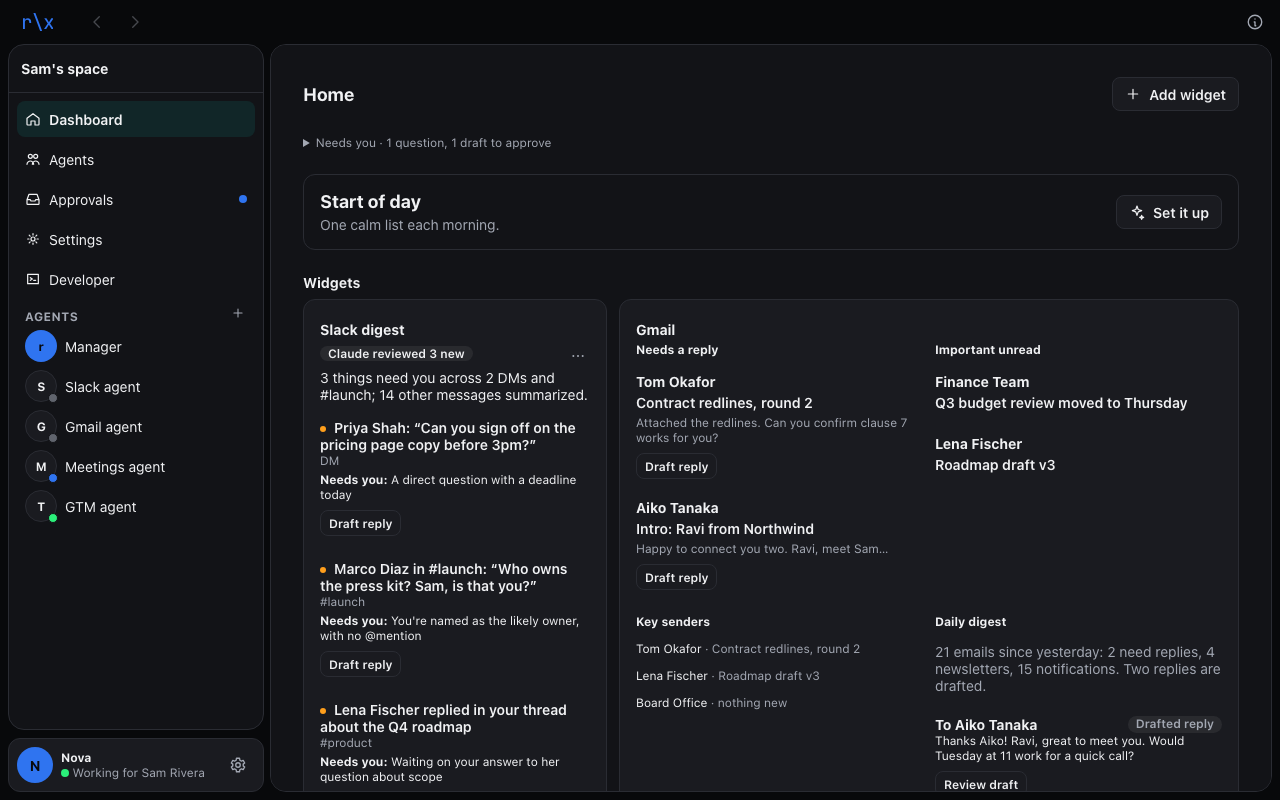 r\x
Sam's space
Dashboard
Agents
Approvals
Settings
Developer
AGENTS
r
Manager
S
Slack agent
G
Gmail agent
M
Meetings agent
T
GTM agent
N
Nova
Working for Sam Rivera
Home
Add widget
Needs you · 1 question, 1 draft to approve
Start of day
One calm list each morning.
Set it up
Widgets
Slack digest
Claude reviewed 3 new
...
3 things need you across 2 DMs and
#launch; 14 other messages summarized.
Priya Shah: “Can you sign off on the
pricing page copy before 3pm?”
DM
Needs you: A direct question with a deadline
today
Draft reply
Marco Diaz in #launch: “Who owns
the press kit? Sam, is that you?”
#launch
Needs you: You're named as the likely owner,
with no @mention
Draft reply
Lena Fischer replied in your thread
about the Q4 roadmap
#product
Needs you: Waiting on your answer to her
question about scope
Gmail
Needs a reply
Tom Okafor
Contract redlines, round 2
Attached the redlines. Can you confirm clause 7
works for you?
Draft reply
Aiko Tanaka
Intro: Ravi from Northwind
Happy to connect you two. Ravi, meet Sam...
Draft reply
Important unread
Finance Team
Q3 budget review moved to Thursday
Lena Fischer
Roadmap draft v3
Key senders
Tom Okafor · Contract redlines, round 2
Lena Fischer · Roadmap draft v3
Board Office · nothing new
Daily digest
21 emails since yesterday: 2 need replies, 4
newsletters, 15 notifications. Two replies are
drafted.
To Aiko Tanaka
Drafted reply
Thanks Aiko! Ravi, great to meet you. Would
Tuesday at 11 work for a quick call?
Review draft